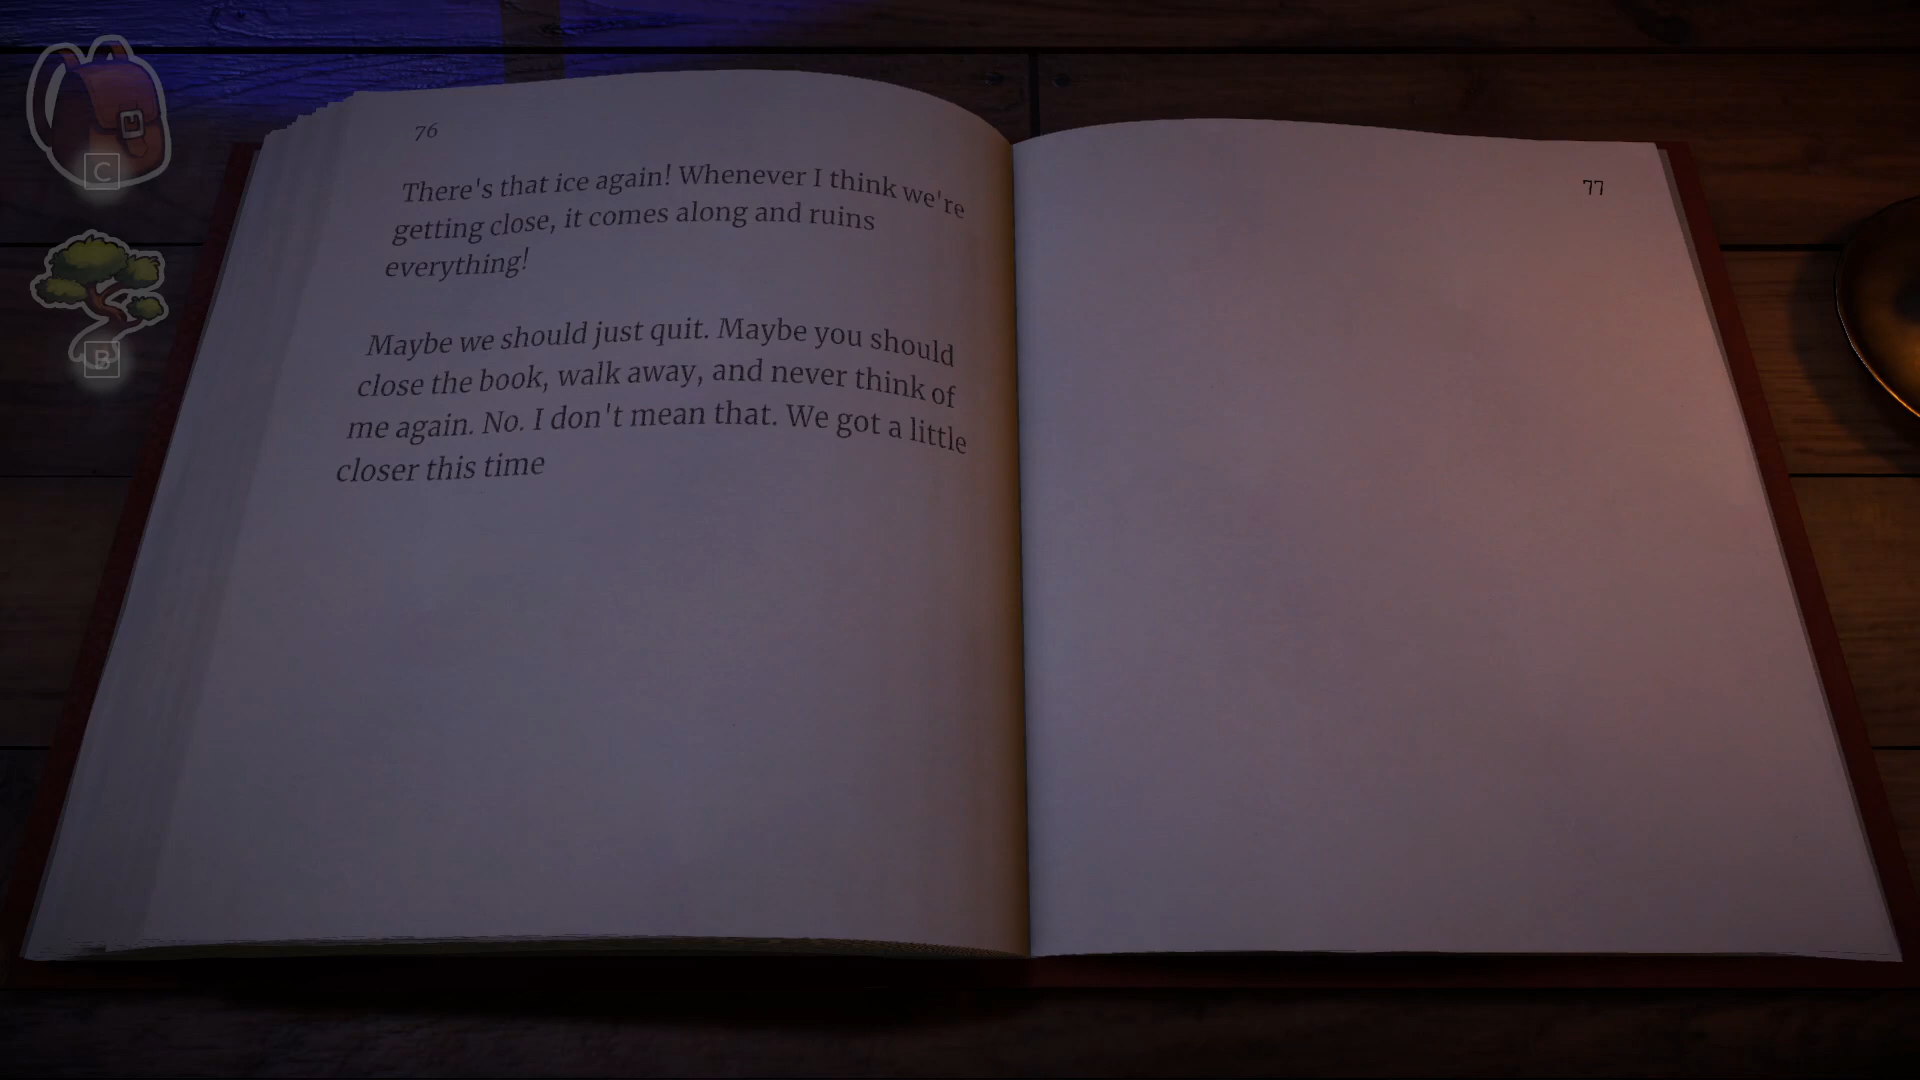 C
B
76
There's that ice again! Whenever I think we're
getting close, it comes along and ruins
everything!
Maybe we should just quit. Maybe you should
close the book, walk away, and never think of
me again. No. I don't mean that. We got a little
closer this time
77